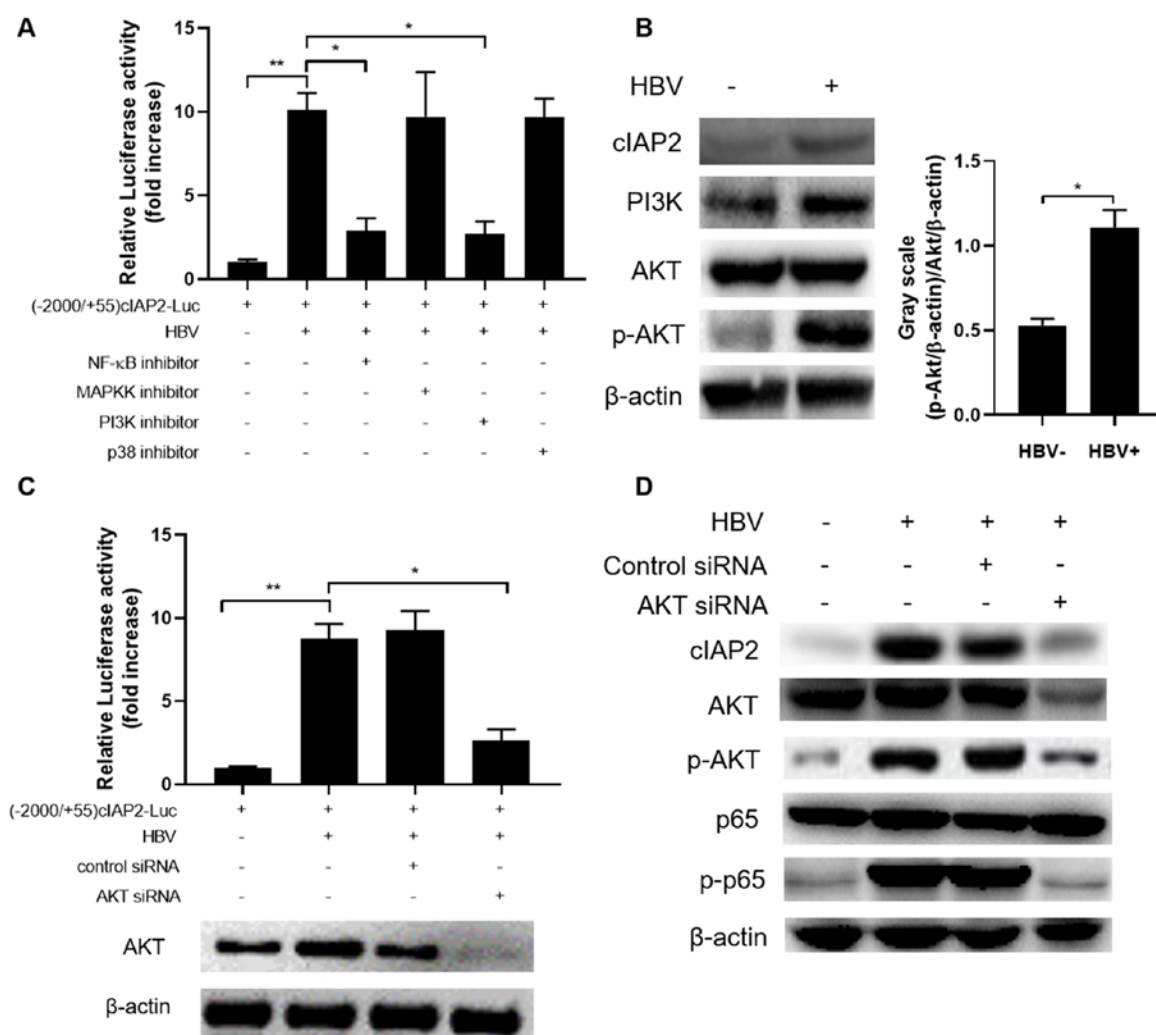 A
Relative Luciferase activity
(fold increase)
15
10
5
0
**
*
*
(-2000/+55)cIAP2-Luc + + + + + +
HBV - + + + + +
NF-κB inhibitor - - + - - -
MAPKK inhibitor - - - + - -
PI3K inhibitor - - - - + -
p38 inhibitor - - - - - +
B
HBV - +
cIAP2
PI3K
AKT
p-AKT
β-actin
Gray scale
(p-Akt/β-actin)/Akt/β-actin)
1.5
1.0
0.5
0.0
*
HBV- HBV+
C
Relative Luciferase activity
(fold increase)
15
10
5
0
**
*
(-2000/+55)cIAP2-Luc + + + +
HBV - + + +
control siRNA - - + -
AKT siRNA - - - +
AKT
β-actin
D
HBV - + + +
Control siRNA - - + -
AKT siRNA - - - +
cIAP2
AKT
p-AKT
p65
p-p65
β-actin